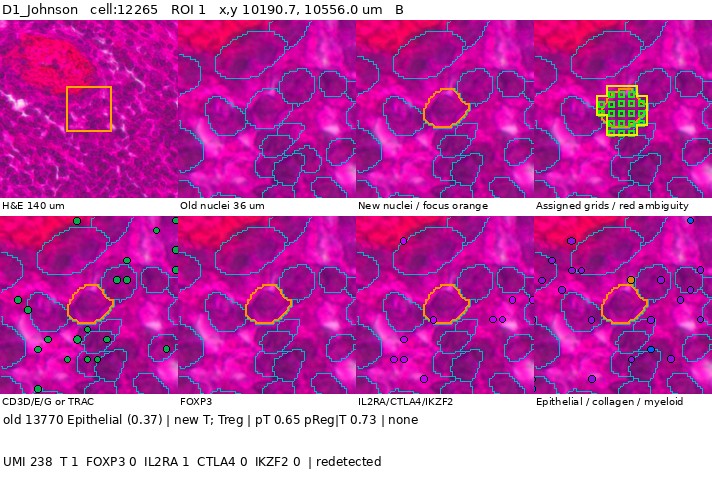 D1_Johnson cell:12265 ROI 1 x,y 10190.7, 10556.0 um B
H&E 140 um
Old nuclei 36 um
New nuclei / focus orange
Assigned grids / red ambiguity
CD3D/E/G or TRAC
FOXP3
IL2RA/CTLA4/IKZF2
Epithelial / collagen / myeloid
old 13770 Epithelial (0.37) | new T; Treg | pT 0.65 pReg|T 0.73 | none
UMI 238 T 1 FOXP3 0 IL2RA 1 CTLA4 0 IKZF2 0 | redetected